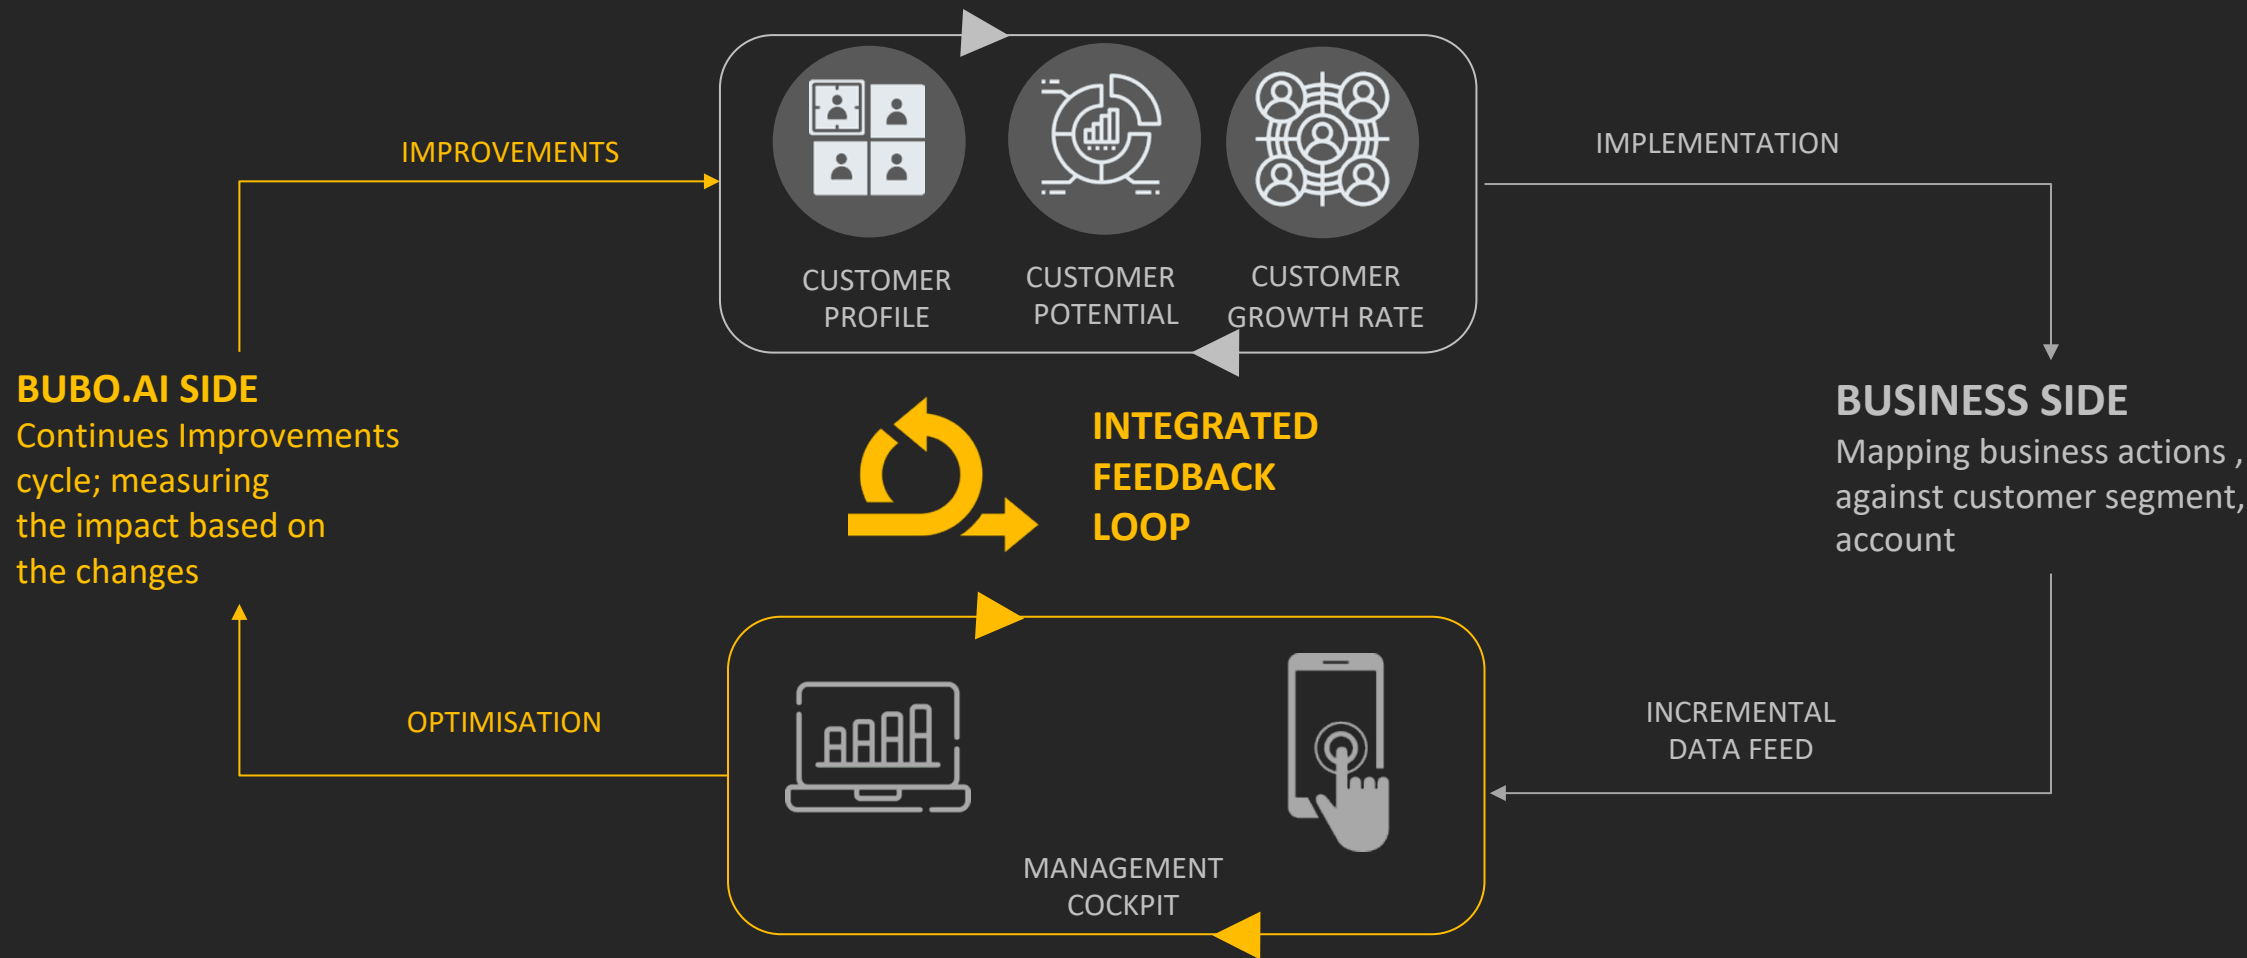 IMPROVEMENTS
CUSTOMER
PROFILE
CUSTOMER
POTENTIAL
CUSTOMER
GROWTH RATE
IMPLEMENTATION
BUBO.AI SIDE
Continues Improvements
cycle; measuring
the impact based on
the changes
INTEGRATED
FEEDBACK
LOOP
BUSINESS SIDE
Mapping business actions ,
against customer segment,
account
OPTIMISATION
MANAGEMENT
COCKPIT
INCREMENTAL
DATA FEED